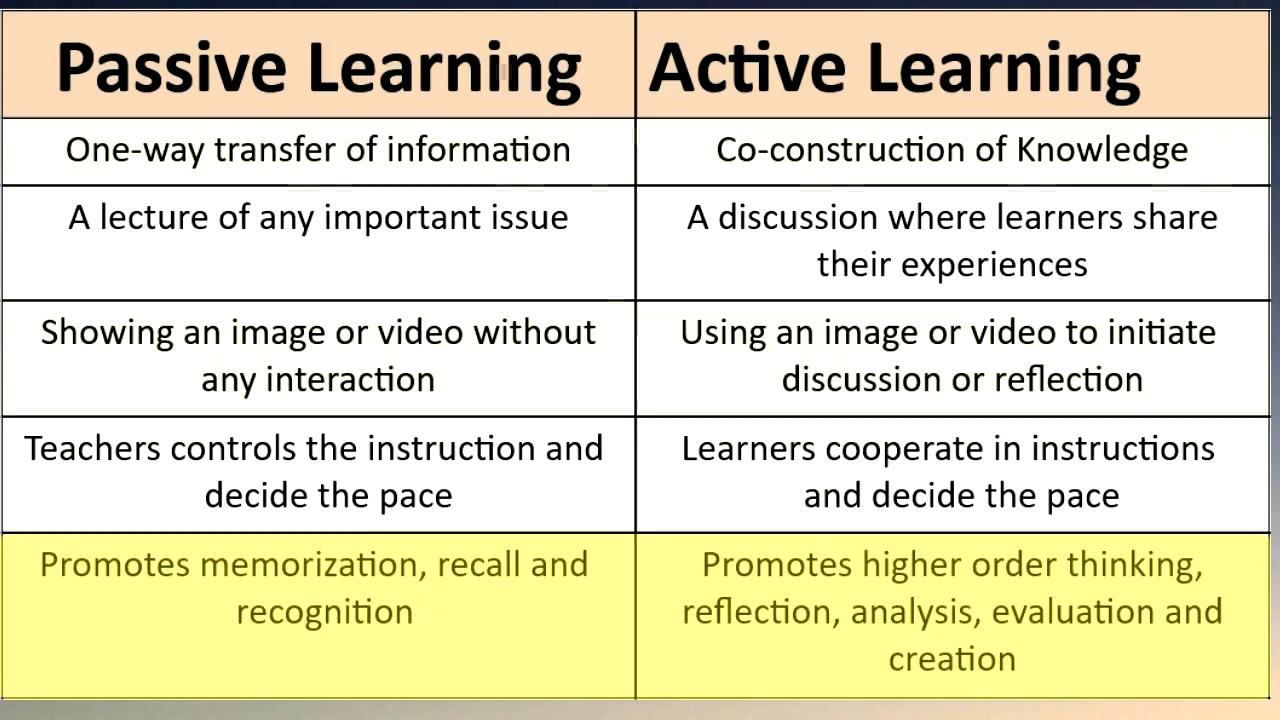 Passive Learning
Active Learning
One-way transfer of information
Co-construction of Knowledge
A lecture of any important issue
A discussion where learners share
their experiences
Showing an image or video without
any interaction
Using an image or video to initiate
discussion or reflection
Teachers controls the instruction and
decide the pace
Learners cooperate in instructions
and decide the pace
Promotes memorization, recall and
recognition
Promotes higher order thinking,
reflection, analysis, evaluation and
creation